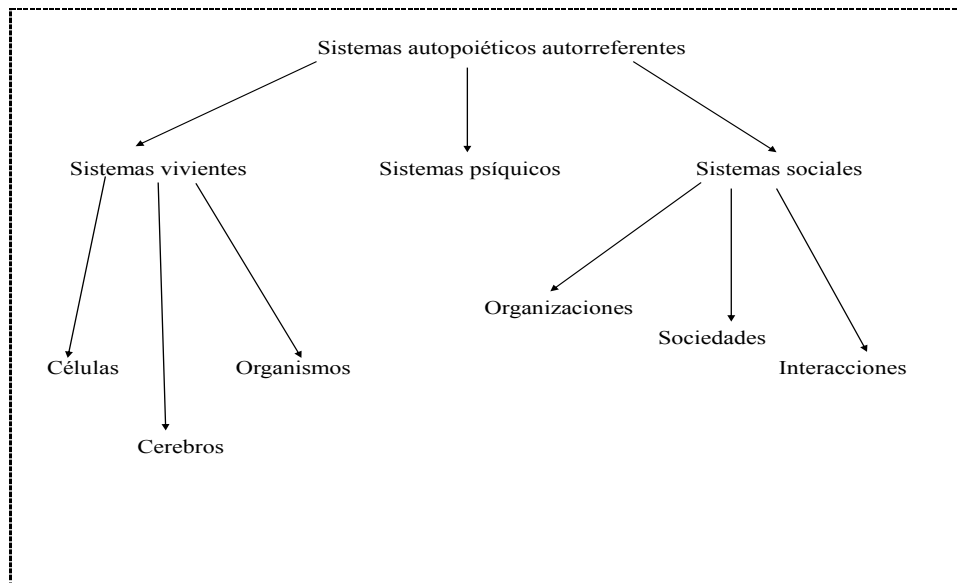 Sistemas autopoiéticos autorreferentes
Sistemas vivientes
Sistemas psíquicos
Sistemas sociales
Organizaciones
Sociedades
Células
Organismos
Interacciones
Cerebros